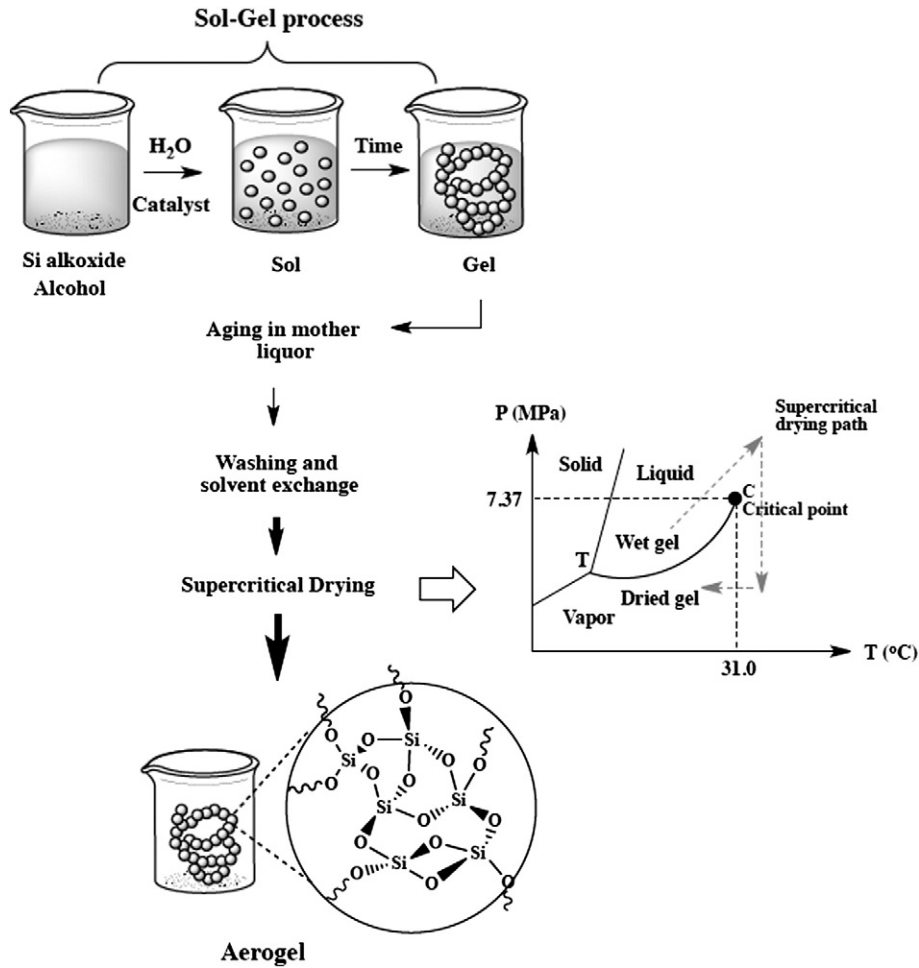 Sol-Gel process
H₂O
Catalyst
Time
Si alkoxide
Alcohol
Sol
Gel
Aging in mother
liquor
Washing and
solvent exchange
Supercritical Drying
P (MPa)
Supercritical
drying path
Solid
Liquid
7.37
C
Critical point
Wet gel
T
Dried gel
Vapor
T (°C)
31.0
O
O
O
Si
O
Si
O
O
O
O
O
Si
Si
O
O
O
O
Si
Si
O
O
O
Aerogel